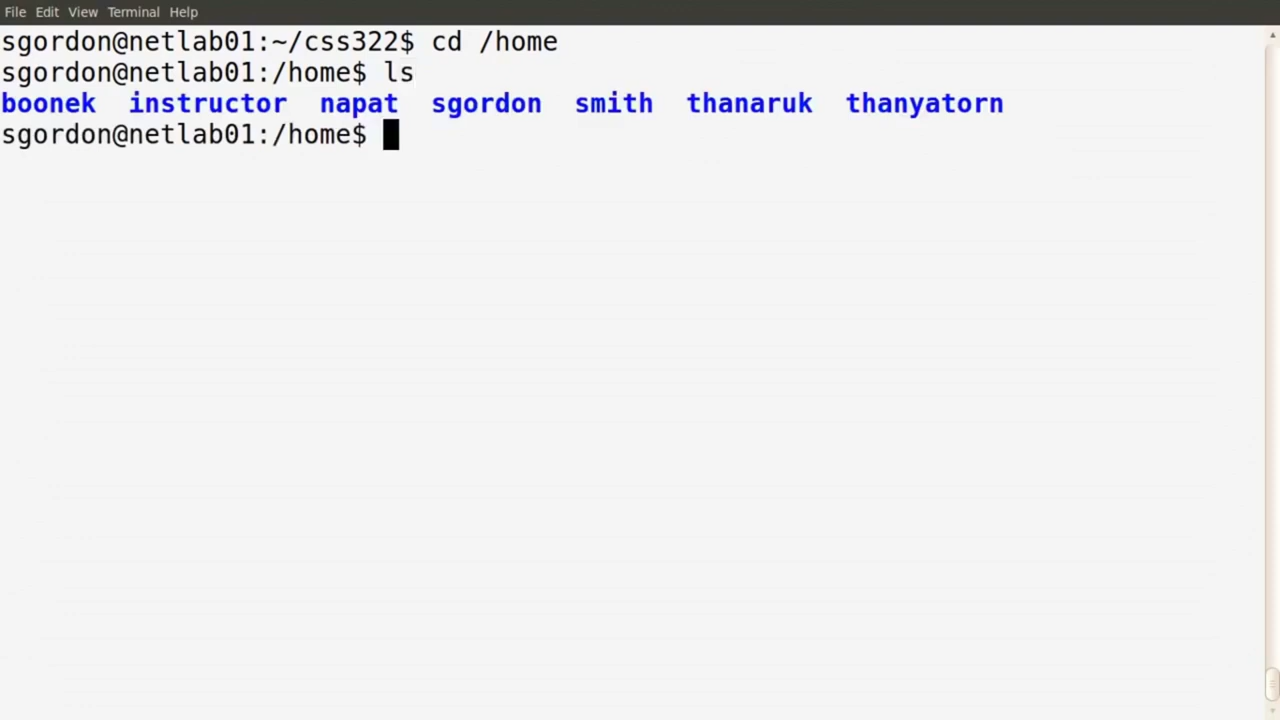 File Edit View Terminal Help
sgordon@netlab01:~/css322$ cd /home
sgordon@netlab01:/home$ ls
boonek instructor napat sgordon smith thanaruk thanyatorn
sgordon@netlab01:/home$